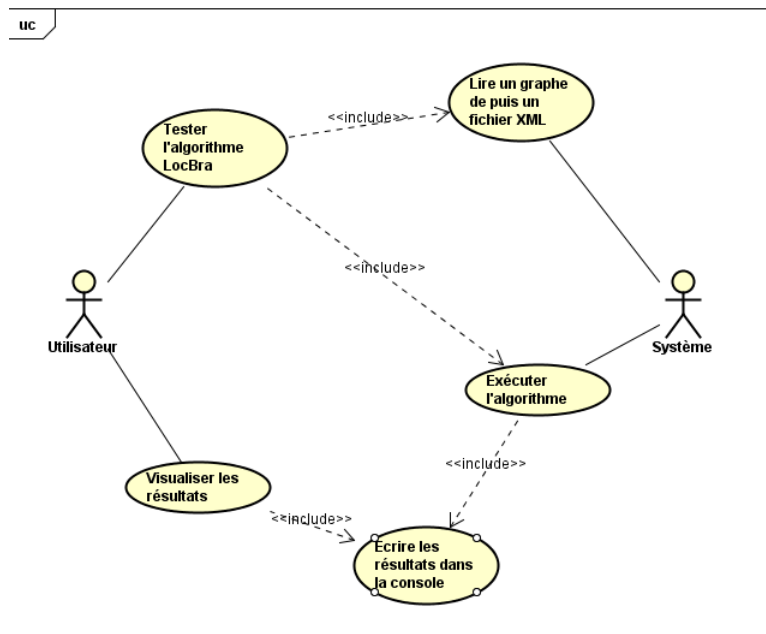 uc
Lire un graphe
de puis un
fichier XML
<<include>>
Tester
l'algorithme
LocBra
<<include>>
Utilisateur
Système
Exécuter
l'algorithme
<<include>>
Visualiser les
résultats
<<include>>
Ecrire les
résultats dans
la console